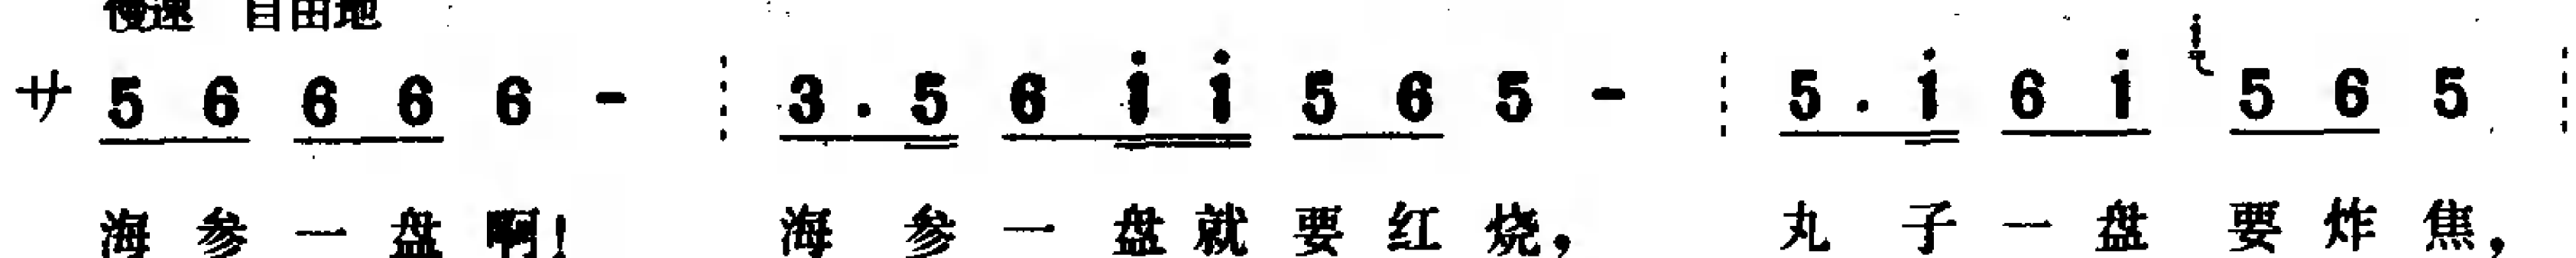 慢速 自由地
サ 5 6 6 6 6 - ┊ 3 . 5 6 i i 5 6 5 - ┊ 5 . i 6 i i 5 6 5 ┊
海 参 一 盘 啊! 海 参 一 盘 就 要 红 烧, 丸 子 一 盘 要 炸 焦,